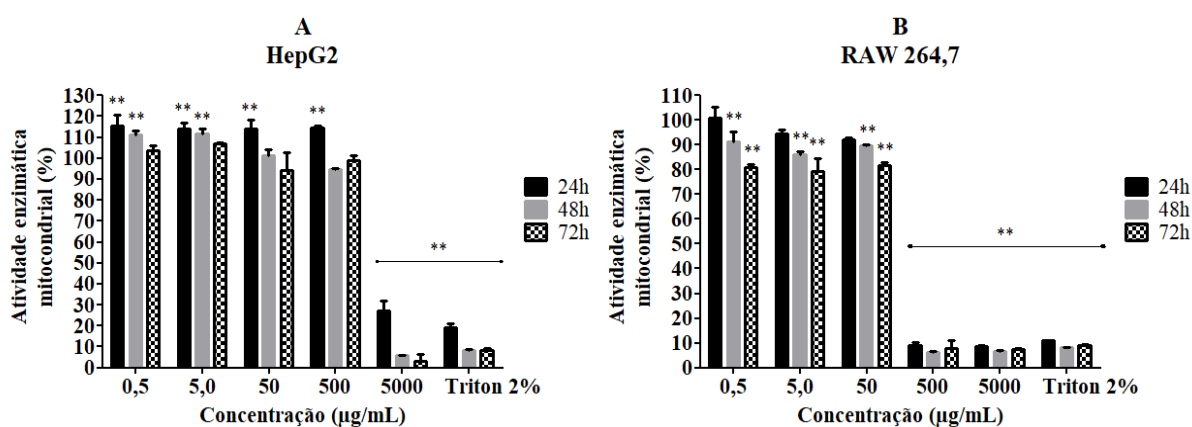 A
HepG2
Atividade enzimática
mitocondrial (%)
130
120
110
100
90
80
70
60
50
40
30
20
10
0
** ** ** ** ** **
**
0,5 5,0 50 500 5000 Triton 2%
Concentração (µg/mL)
24h
48h
72h
B
RAW 264,7
Atividade enzimática
mitocondrial (%)
110
100
90
80
70
60
50
40
30
20
10
0
** ** ** ** ** **
**
0,5 5,0 50 500 5000 Triton 2%
Concentração (µg/mL)
24h
48h
72h